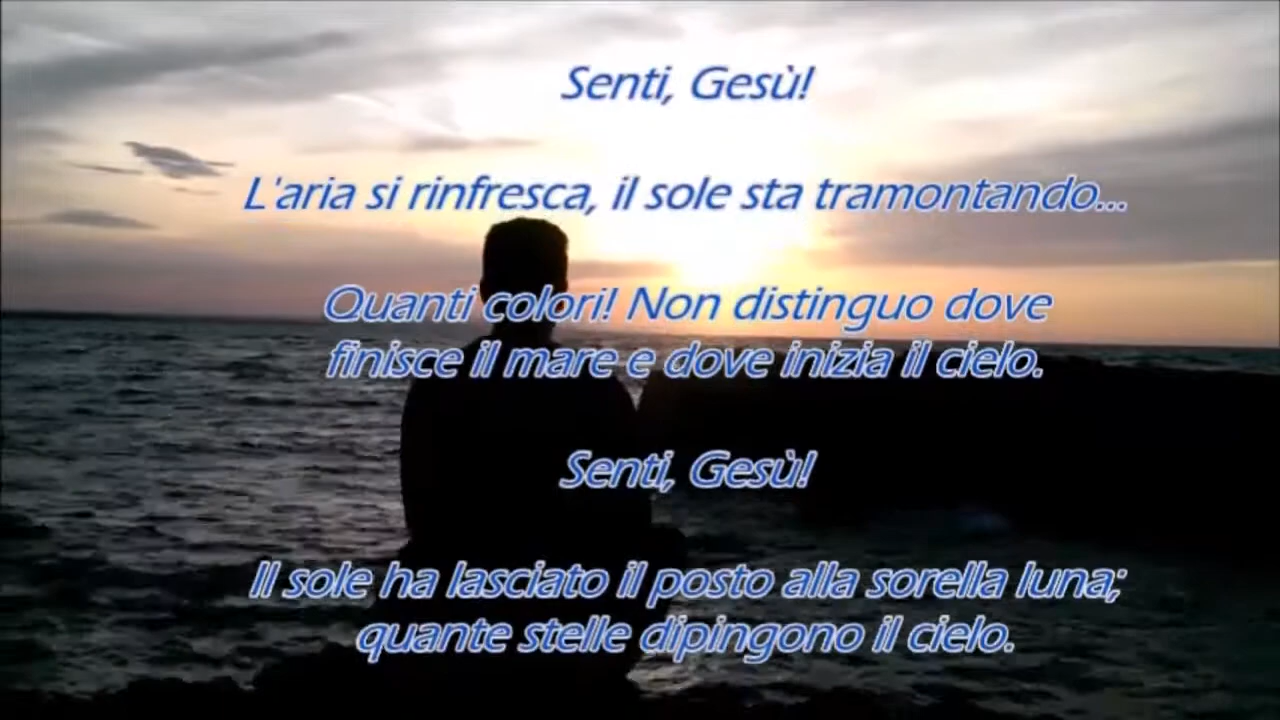 Senti, Gesù!
L'aria si rinfresca, il sole sta tramontando...
Quanti colori! Non distinguo dove
finisce il mare e dove inizia il cielo.
Senti, Gesù!
Il sole ha lasciato il posto alla sorella luna;
quante stelle dipingono il cielo.